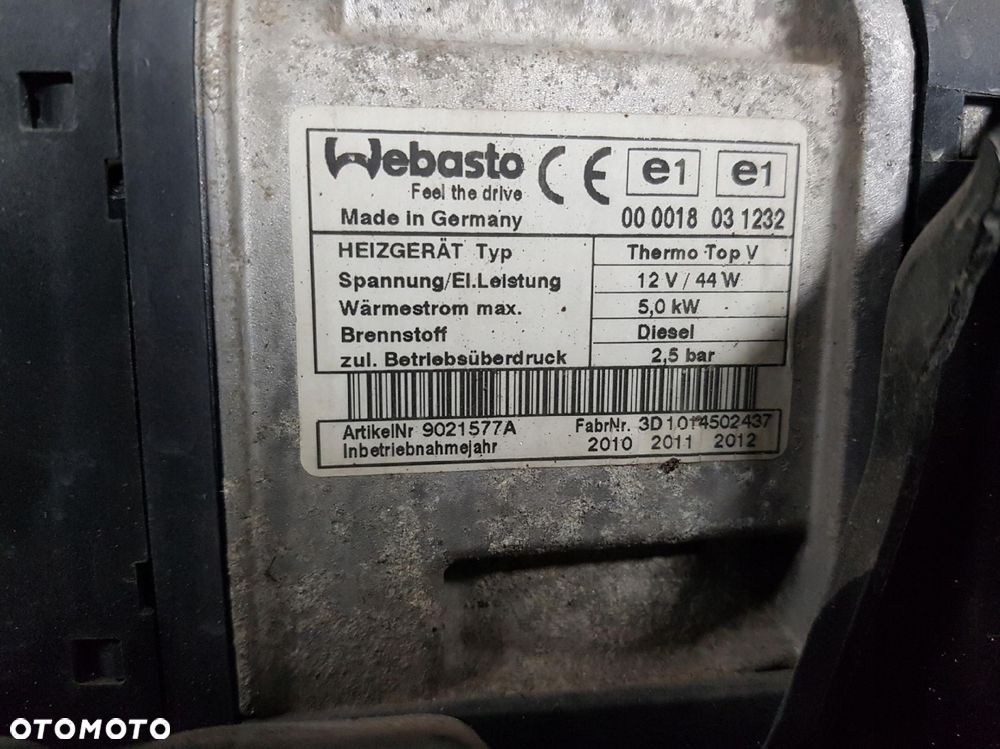 Webasto CE e1 e1
Feel the drive
Made in Germany 00 0018 03 1232
HEIZGERÄT Typ Thermo Top V
Spannung/El.Leistung 12 V / 44 W
Wärmestrom max. 5,0 kW
Brennstoff Diesel
zul. Betriebsüberdruck 2,5 bar
ArtikelNr 9021577A FabrNr. 3D1014502437
Inbetriebnahmejahr 2010 2011 2012
OTOMOTO